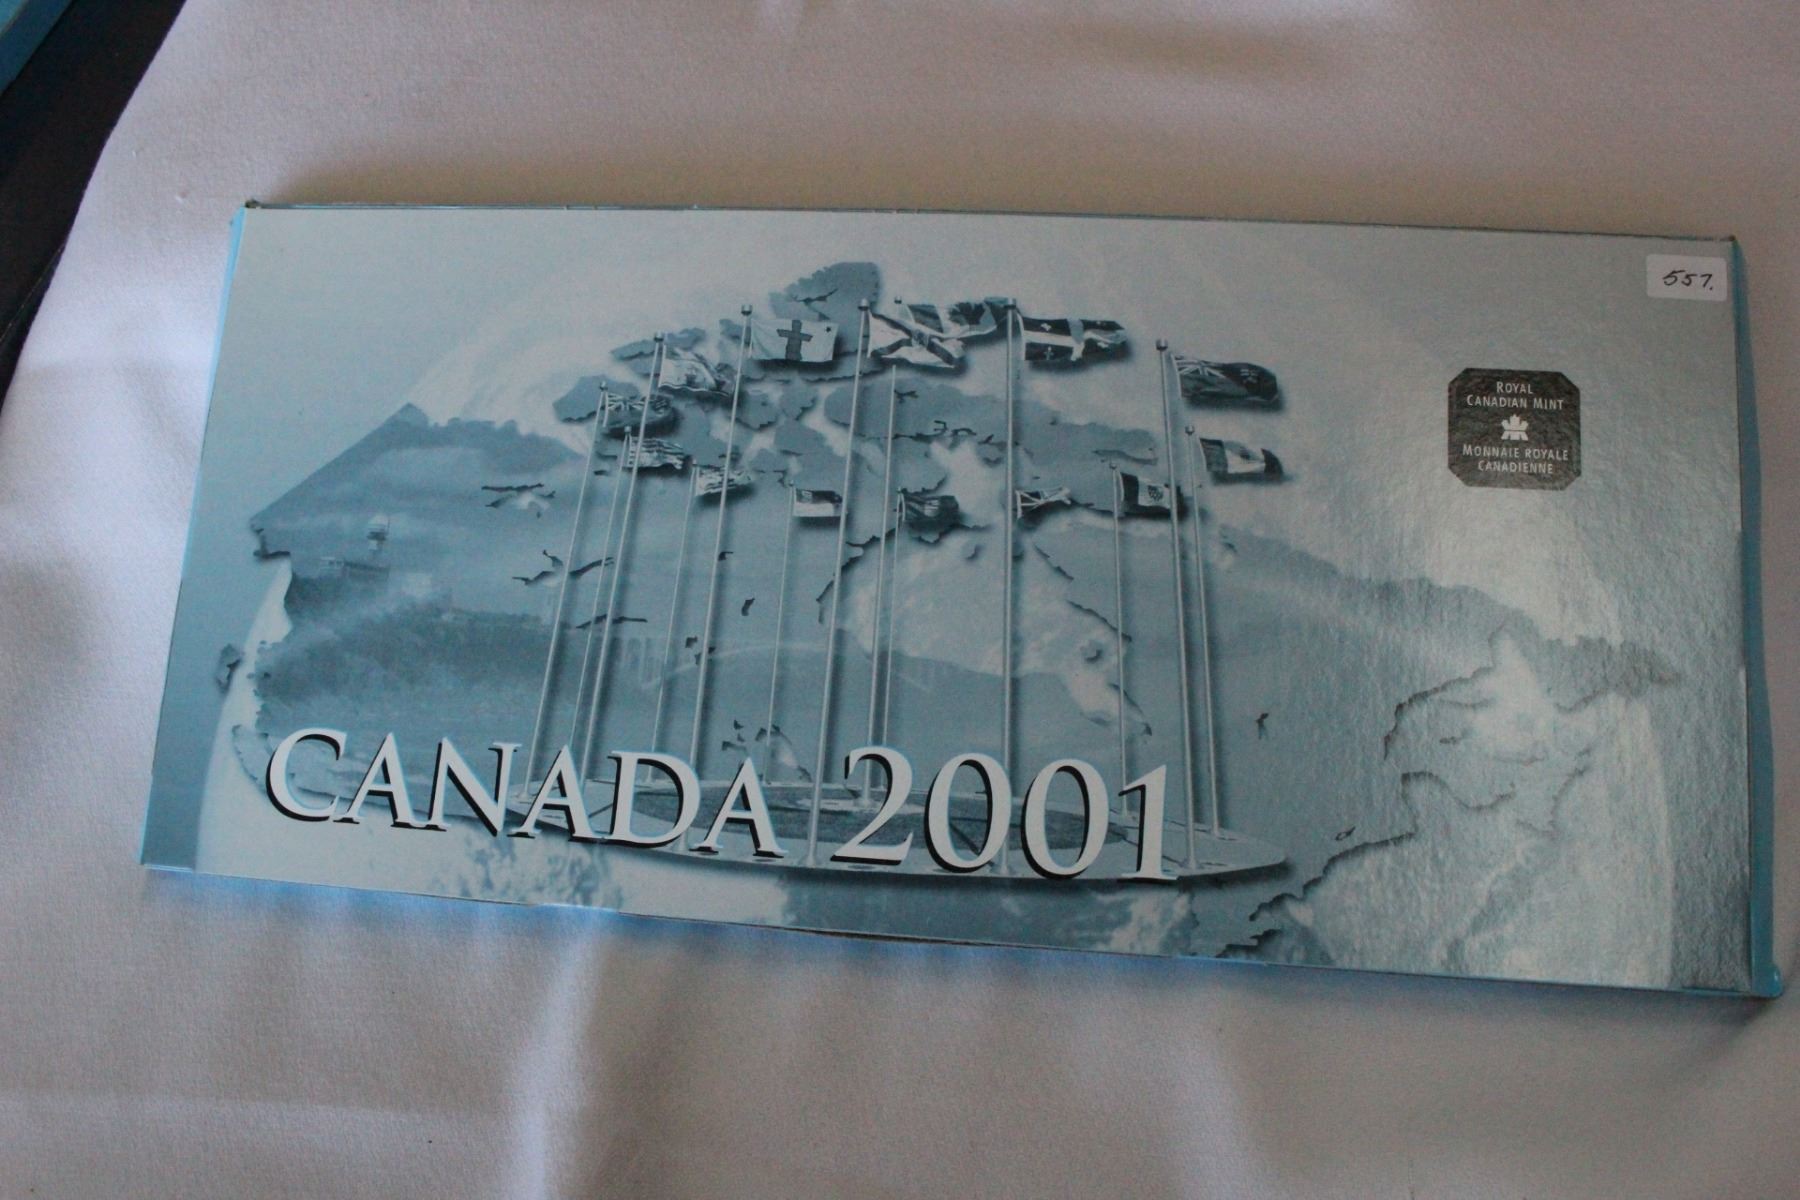 557.
ROYAL
CANADIAN MINT
MONNAIE ROYALE
CANADIENNE
CANADA 2001